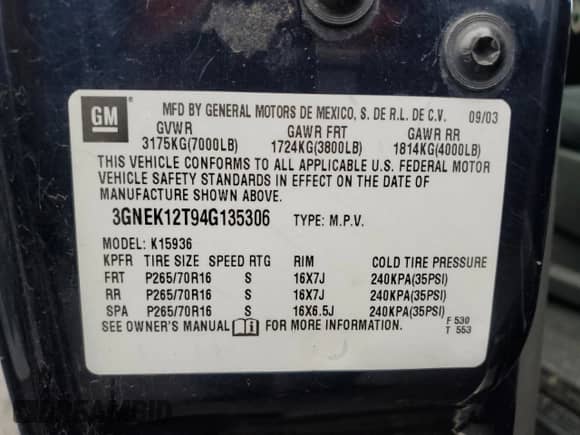 GM
MFD BY GENERAL MOTORS DE MEXICO, S. DE R.L. DE C.V. 09/03
GVWR GAWR FRT GAWR RR
3175KG(7000LB) 1724KG(3800LB) 1814KG(4000LB)
THIS VEHICLE CONFORMS TO ALL APPLICABLE U.S. FEDERAL MOTOR
VEHICLE SAFETY STANDARDS IN EFFECT ON THE DATE OF
MANUFACTURE SHOWN ABOVE.
3GNEK12T94G135306 TYPE: M.P.V.
MODEL: K15936
KPFR TIRE SIZE SPEED RTG RIM COLD TIRE PRESSURE
FRT P265/70R16 S 16X7J 240KPA(35PSI)
RR P265/70R16 S 16X7J 240KPA(35PSI)
SPA P265/70R16 S 16X6.5J 240KPA(35PSI)
SEE OWNER'S MANUAL FOR MORE INFORMATION.
F 530
T 553
DREAMBID